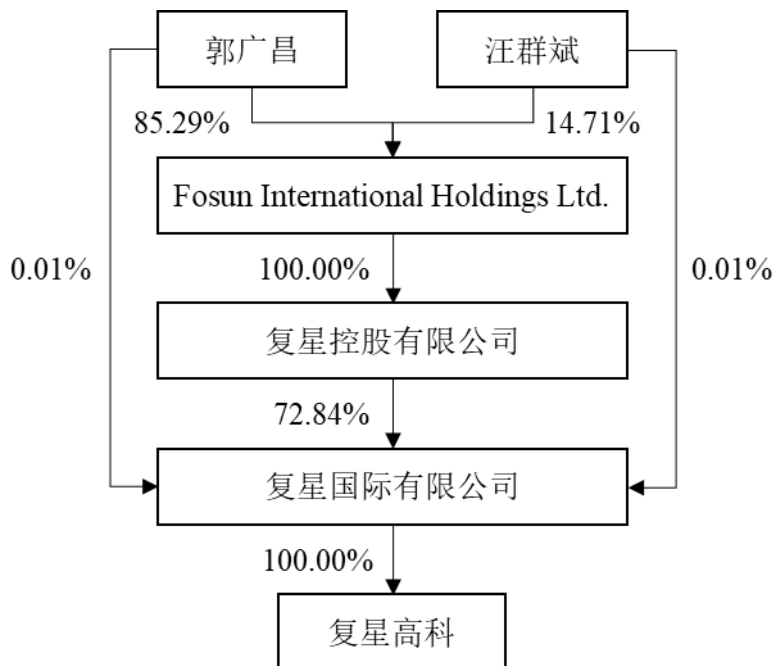 郭广昌
汪群斌
85.29%
14.71%
Fosun International Holdings Ltd.
0.01%
100.00%
0.01%
复星控股有限公司
72.84%
复星国际有限公司
100.00%
复星高科